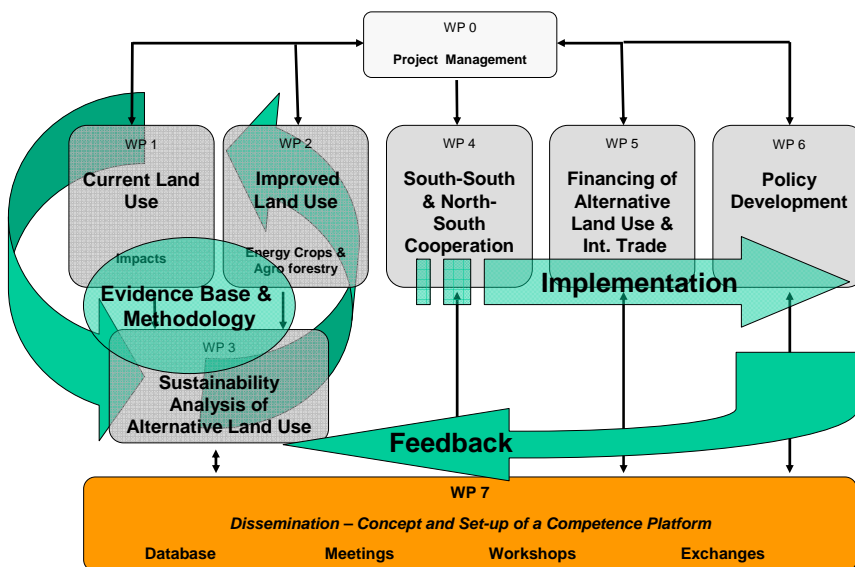 WP 0
Project Management
WP 1
Current Land
Use
Impacts
WP 2
Improved
Land Use
Energy Crops &
Agro forestry
WP 4
South-South
& North-
South
Cooperation
WP 5
Financing of
Alternative
Land Use &
Int. Trade
WP 6
Policy
Development
Implementation
Evidence Base &
Methodology
WP 3
Sustainability
Analysis of
Alternative Land Use
Feedback
WP 7
Dissemination – Concept and Set-up of a Competence Platform
Database Meetings Workshops Exchanges